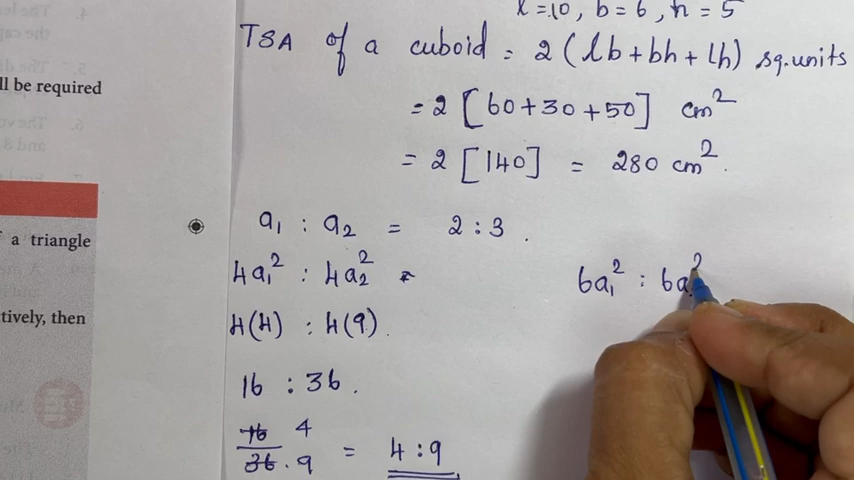 l = 10, b = 6, h = 5
TSA of a cuboid = 2 (lb + bh + lh) sq.units
= 2 [60 + 30 + 50] cm²
= 2 [140] = 280 cm².
a₁ : a₂ = 2 : 3.
4a₁² : 4a₂²
6a₁² : 6a²
4(4) : 4(9).
16 : 36.
16/36 4/9 = 4 : 9
ll be required
a triangle
tively, then